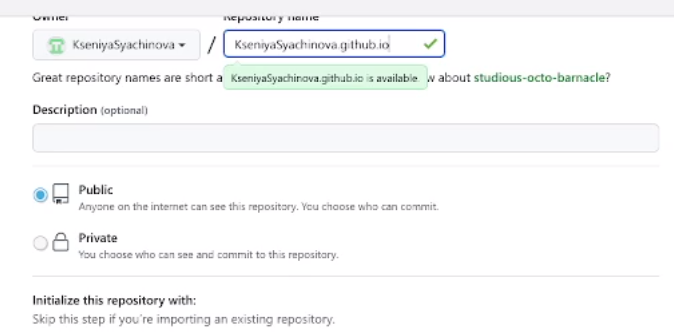 Owner Repository name
KseniyaSyachinova / KseniyaSyachinova.github.io
Great repository names are short a KseniyaSyachinova.github.io is available. w about studious-octo-barnacle?
Description (optional)
Public
Anyone on the internet can see this repository. You choose who can commit.
Private
You choose who can see and commit to this repository.
Initialize this repository with:
Skip this step if you're importing an existing repository.